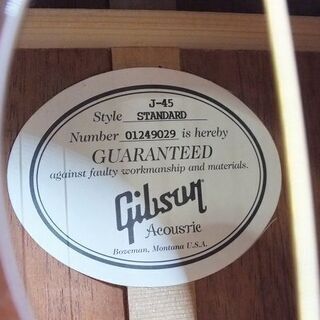 J-45
Style STANDARD
Number 01249029 is hereby
GUARANTEED
against faulty workmanship and materials.
Gibson
Acoustic
Bozeman, Montana U.S.A.